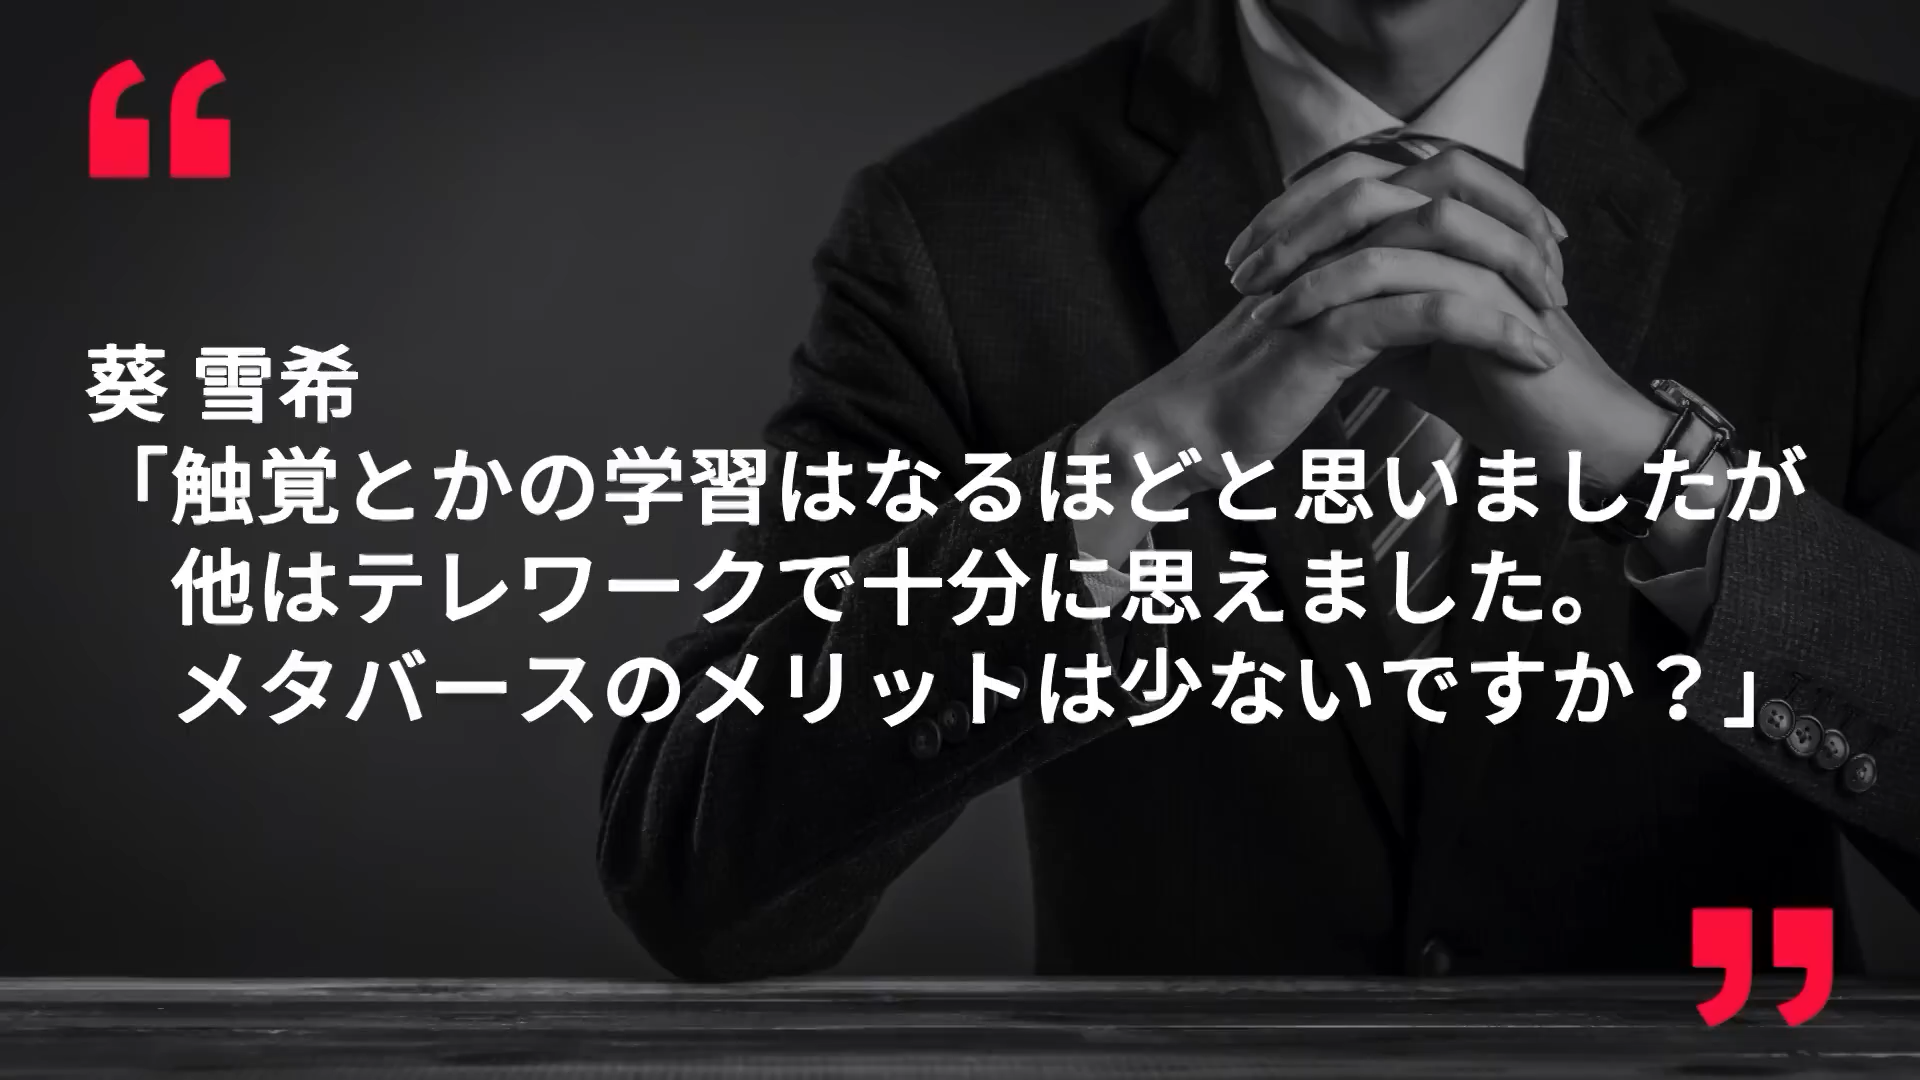 葵 雪希
「触覚とかの学習はなるほどと思いましたが
他はテレワークで十分に思えました。
メタバースのメリットは少ないですか？」